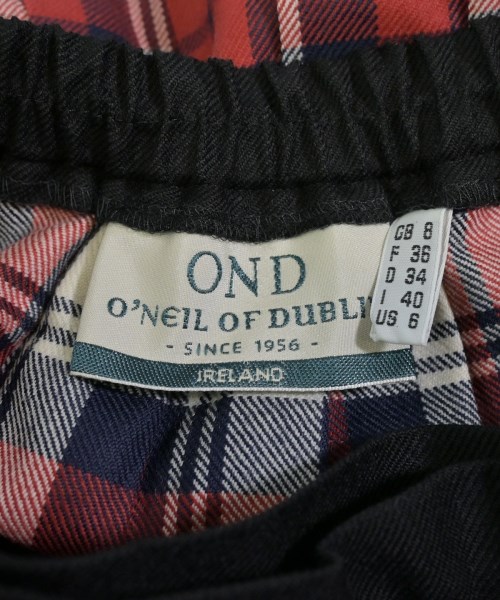 OND
O'NEIL OF DUBLI
- SINCE 1956 -
IRELAND
GB 8
F 36
D 34
I 40
US 6